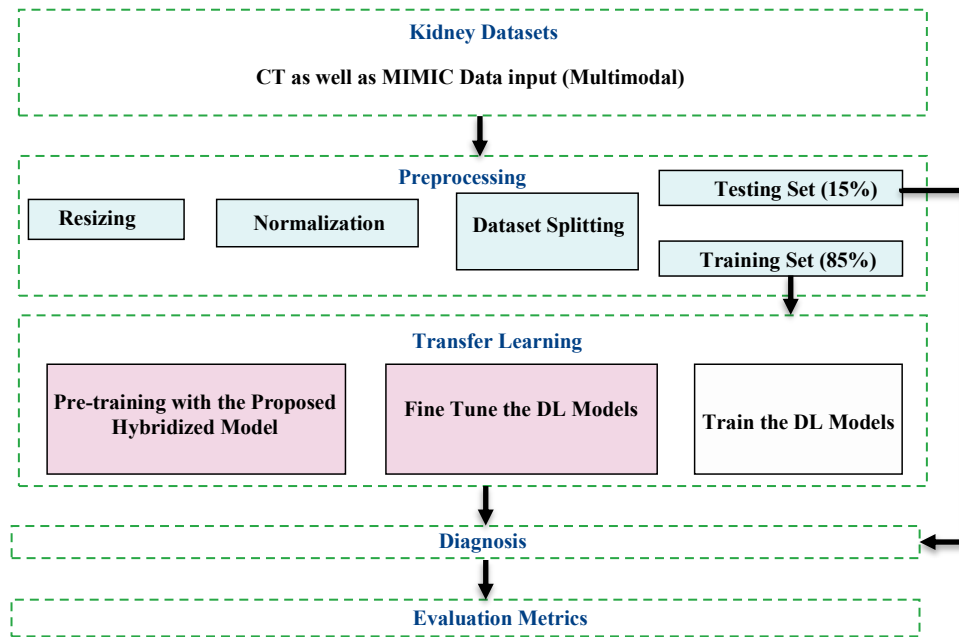 Kidney Datasets
CT as well as MIMIC Data input (Multimodal)
Preprocessing
Resizing
Normalization
Dataset Splitting
Testing Set (15%)
Training Set (85%)
Transfer Learning
Pre-training with the Proposed
Hybridized Model
Fine Tune the DL Models
Train the DL Models
Diagnosis
Evaluation Metrics